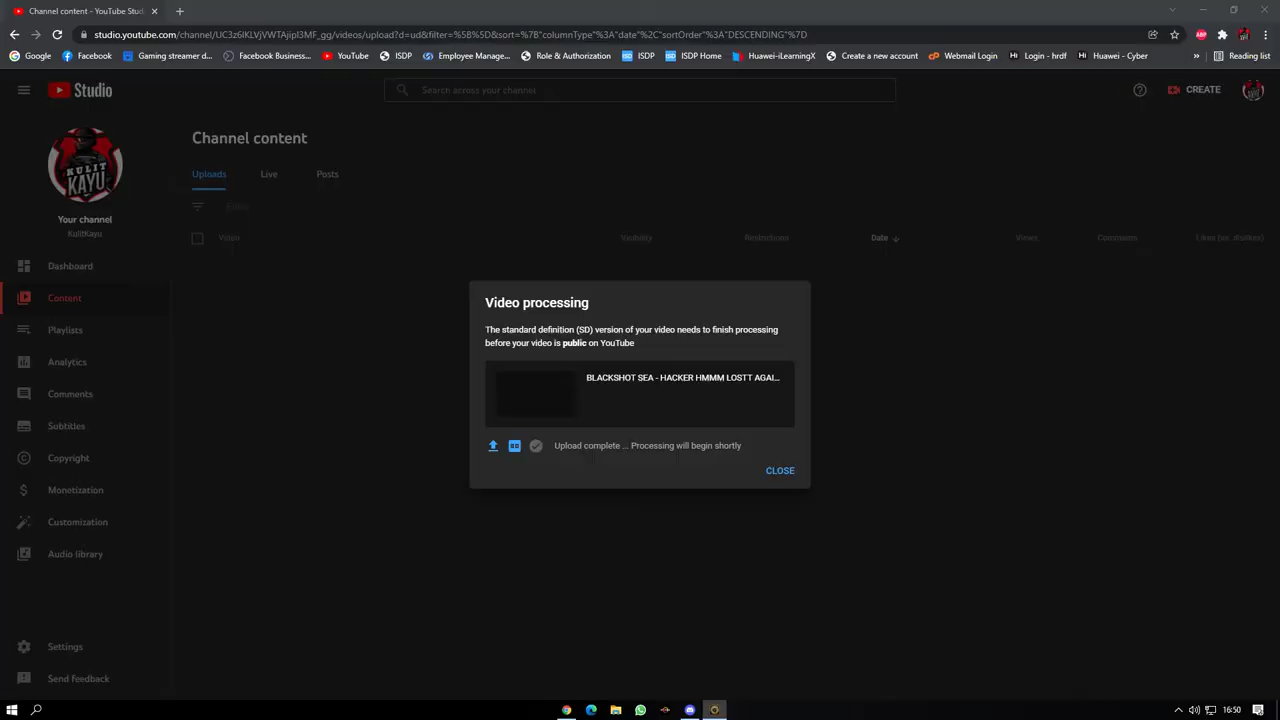 Channel content - YouTube Stud
studio.youtube.com/channel/UC3z6IKLVjVWTAjipI3MF_gg/videos/upload?d=ud&filter=%5B%5D&sort=%7B"columnType"%3A"date"%2C"sortOrder"%3A"DESCENDING"%7D
Google
Facebook
Gaming streamer d...
Facebook Business...
YouTube
ISDP
Employee Manage...
Role & Authorization
ISDP
ISDP Home
Huawei-iLearningX
Create a new account
Webmail Login
Login - hrdf
Huawei - Cyber
»
Reading list
Studio
Search across your channel
CREATE
KULIT
KAYU
Your channel
KulitKayu
Dashboard
Content
Playlists
Analytics
Comments
Subtitles
Copyright
Monetization
Customization
Audio library
Settings
Send feedback
Channel content
Uploads
Live
Posts
Filter
Video
Visibility
Restrictions
Date
Views
Comments
Likes (vs. dislikes)
Video processing
The standard definition (SD) version of your video needs to finish processing
before your video is public on YouTube
BLACKSHOT SEA - HACKER HMMM LOSTT AGAI...
Upload complete ... Processing will begin shortly
CLOSE
16:50